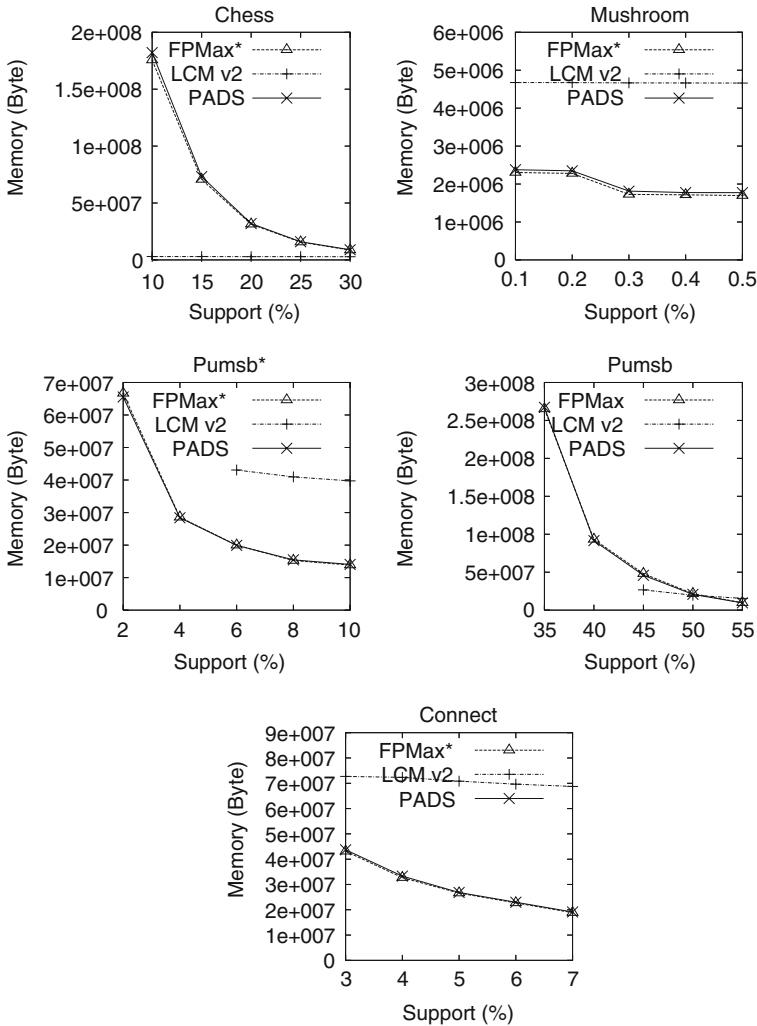 Chess
2e+008
1.5e+008
1e+008
5e+007
0
FPMax*
LCM v2
PADS
Memory (Byte)
10 15 20 25 30
Support (%)
Mushroom
6e+006
5e+006
4e+006
3e+006
2e+006
1e+006
0
FPMax*
LCM v2
PADS
Memory (Byte)
0.1 0.2 0.3 0.4 0.5
Support (%)
Pumsb*
7e+007
6e+007
5e+007
4e+007
3e+007
2e+007
1e+007
0
FPMax*
LCM v2
PADS
Memory (Byte)
2 4 6 8 10
Support (%)
Pumsb
3e+008
2.5e+008
2e+008
1.5e+008
1e+008
5e+007
0
FPMax
LCM v2
PADS
Memory (Byte)
35 40 45 50 55
Support (%)
Connect
9e+007
8e+007
7e+007
6e+007
5e+007
4e+007
3e+007
2e+007
1e+007
0
FPMax*
LCM v2
PADS
Memory (Byte)
3 4 5 6 7
Support (%)